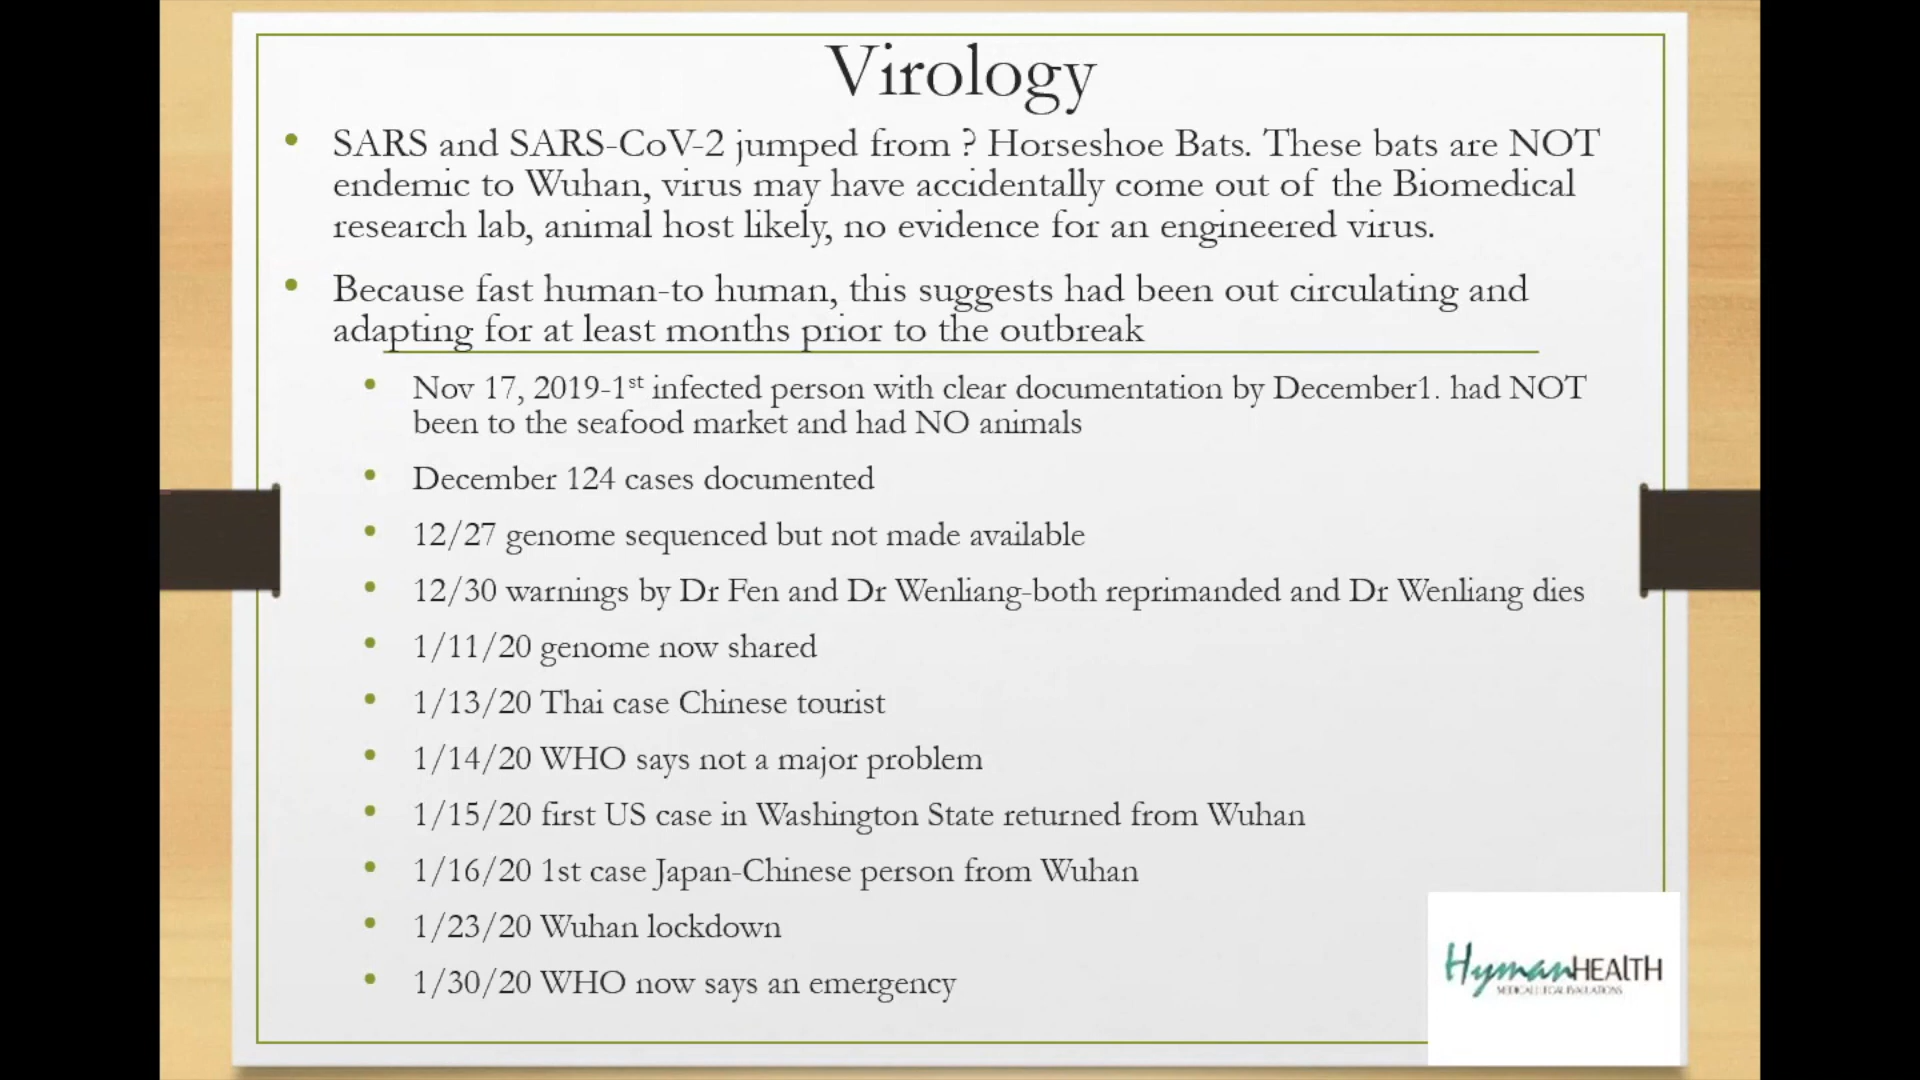 Virology
• SARS and SARS-CoV-2 jumped from ? Horseshoe Bats. These bats are NOT
endemic to Wuhan, virus may have accidentally come out of the Biomedical
research lab, animal host likely, no evidence for an engineered virus.
• Because fast human-to human, this suggests had been out circulating and
adapting for at least months prior to the outbreak
• Nov 17, 2019-1st infected person with clear documentation by December1. had NOT
been to the seafood market and had NO animals
• December 124 cases documented
• 12/27 genome sequenced but not made available
• 12/30 warnings by Dr Fen and Dr Wenliang-both reprimanded and Dr Wenliang dies
• 1/11/20 genome now shared
• 1/13/20 Thai case Chinese tourist
• 1/14/20 WHO says not a major problem
• 1/15/20 first US case in Washington State returned from Wuhan
• 1/16/20 1st case Japan-Chinese person from Wuhan
• 1/23/20 Wuhan lockdown
• 1/30/20 WHO now says an emergency
HymanHEAlTH
MEDICAL LEGAL EVALUATIONS